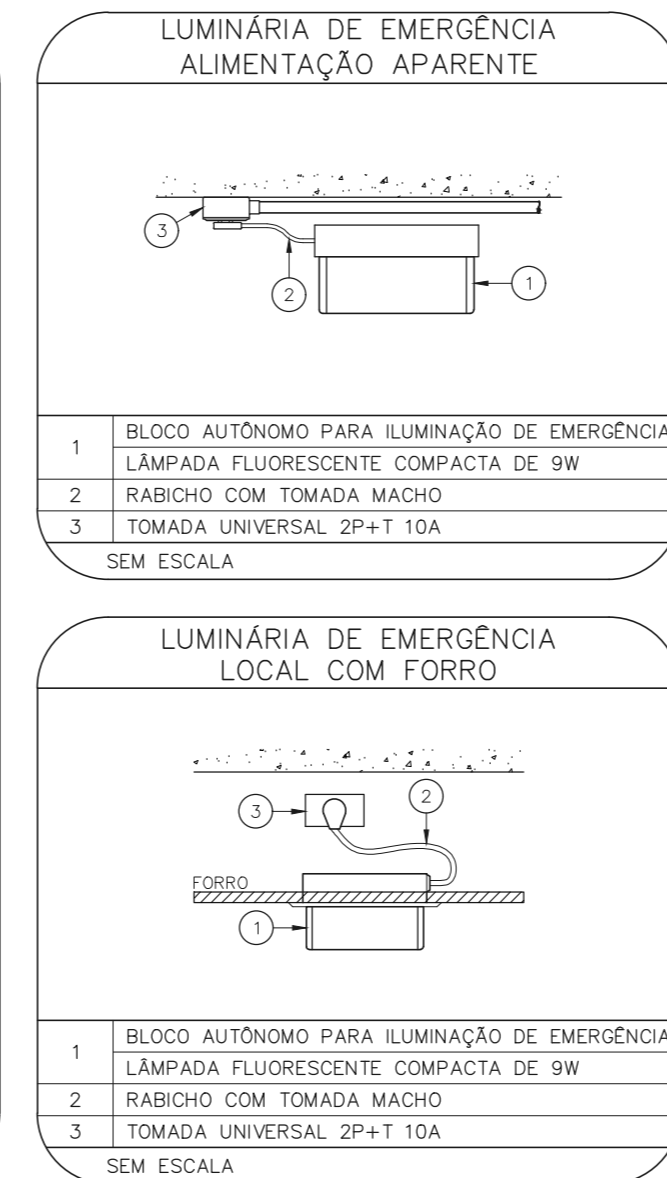 LUMINÁRIA DE EMERGÊNCIA
ALIMENTAÇÃO APARENTE
3
2
1
1 BLOCO AUTÔNOMO PARA ILUMINAÇÃO DE EMERGÊNCIA
LÂMPADA FLUORESCENTE COMPACTA DE 9W
2 RABICHO COM TOMADA MACHO
3 TOMADA UNIVERSAL 2P+T 10A
SEM ESCALA
LUMINÁRIA DE EMERGÊNCIA
LOCAL COM FORRO
3
2
FORRO
1
1 BLOCO AUTÔNOMO PARA ILUMINAÇÃO DE EMERGÊNCIA
LÂMPADA FLUORESCENTE COMPACTA DE 9W
2 RABICHO COM TOMADA MACHO
3 TOMADA UNIVERSAL 2P+T 10A
SEM ESCALA